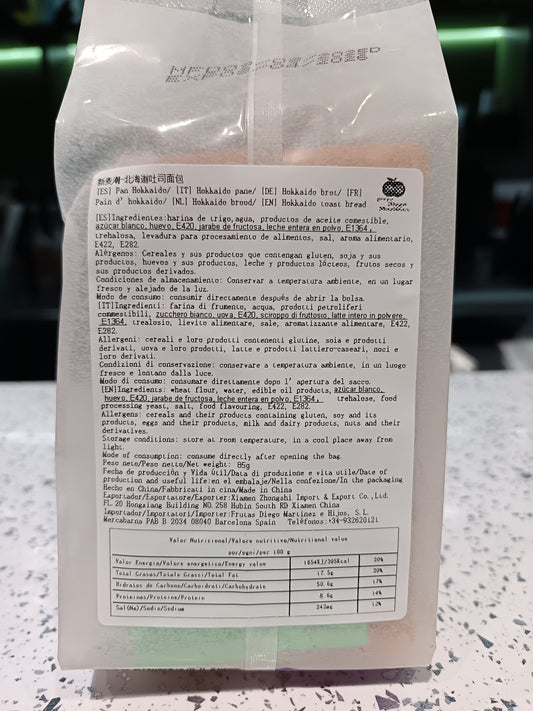 新麦潮-北海道吐司面包
[ES] Pan Hokkaido/ [IT] Hokkaido pane/ [DE] Hokkaido brot/ [FR]
Pain d' hokkaido/ [NL] Hokkaido brood/ [EN] Hokkaido toast bread
[ES]Ingredientes:harina de trigo,agua, productos de aceite comestible,
azúcar blanco, huevo, E420, jarabe de fructosa, leche entera en polvo, E1364,
trehalosa, levadura para procesamiento de alimentos, sal, aroma alimentario,
E422, E282.
Alérgenos: Cereales y sus productos que contengan gluten, soja y sus
productos, huevos y sus productos, leche y productos lácteos, frutos secos y
sus productos derivados.
Condiciones de almacenamiento: Conservar a temperatura ambiente, en un lugar
fresco y alejado de la luz.
Modo de consumo: consumir directamente después de abrir la bolsa.
[IT]Ingredienti: farina di frumento, acqua, prodotti petroliferi
commestibili, zucchero bianco, uova, E420, sciroppo di fruttosio, latte intero in polvere,
E1364, trealosio, lievito alimentare, sale, aromatizzante alimentare, E422,
E282.
Allergeni: cereali e loro prodotti contenenti glutine, soia e prodotti
derivati, uova e loro prodotti, latte e prodotti lattiero-caseari, noci e
loro derivati.
Condizioni di conservazione: conservare a temperatura ambiente, in un luogo
fresco e lontano dalla luce.
Modo di consumo: consumare direttamente dopo l' apertura del sacco.
[EN]Ingredients: wheat flour, water, edible oil products, azúcar blanco,
huevo, E420, jarabe de fructosa, leche entera en polvo, E1364, trehalose, food
processing yeast, salt, food flavouring, E422, E282.
Allergens: cereals and their products containing gluten, soy and its
products, eggs and their products, milk and dairy products, nuts and their
derivatives.
Storage conditions: store at room temperature, in a cool place away from
light.
Mode of consumption: consume directly after opening the bag.
Peso neto/Peso netto/Net weight: 85g
Fecha de producción y Vida útil/Data di produzione e vita utile/Date of
production and useful life:en el embalaje/Nella confezione/In the packaging
Hecho en China/Fabbricati in cina/Made in China
Exportador/Esportatore/Exporter:Xiamen Zhongshi Import & Export Co.,Ltd.
FL 20 Hongxiang Building NO.258 Hubin South RD Xiamen China
Importador/Importatori/Importer:Frutas Diego Martinez e Hijos, S.L.
Mercabarna PAB B 2034 08040 Barcelona Spain Teléfonos:+34-932620121
Valor Nutricional/Valore nutritivo/Nutritional value
por/ogni/per 100 g
Valor Energía/Valore energetico/Energy value 1654KJ/395Kcal 20%
Total Grasas/Totale Grassi/Total Fat 17.5g 29%
Hidratos de Carbono/Carboidrati/Carbohydrate 50.6g 17%
Proteínas/Proteine/Protein 8.6g 14%
Sal(Na)/Sodio/Sodium 242mg 12%